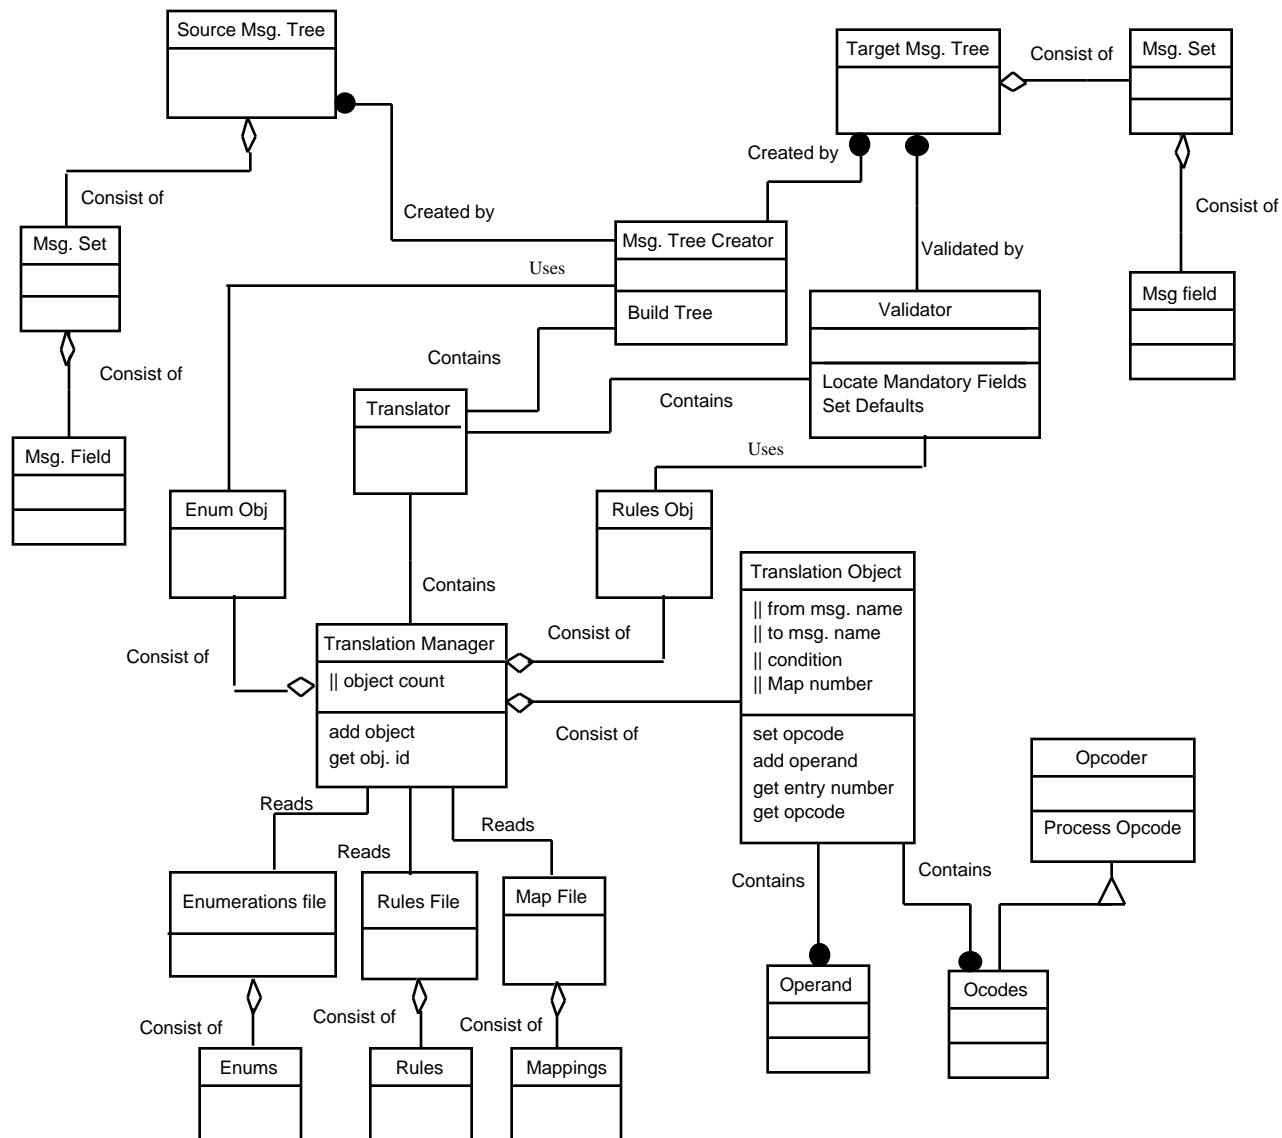 Source Msg. Tree
Target Msg. Tree
Consist of
Msg. Set
Created by
Consist of
Created by
Consist of
Msg. Set
Msg. Tree Creator
Validated by
Uses
Msg field
Build Tree
Validator
Contains
Consist of
Locate Mandatory Fields
Set Defaults
Contains
Translator
Msg. Field
Uses
Enum Obj
Rules Obj
Translation Object
Contains
|| from msg. name
|| to msg. name
|| condition
|| Map number
Consist of
Translation Manager
Consist of
|| object count
Consist of
add object
get obj. id
set opcode
add operand
get entry number
get opcode
Opcoder
Process Opcode
Reads
Reads
Reads
Contains
Contains
Enumerations file
Rules File
Map File
Operand
Ocodes
Consist of
Consist of
Consist of
Enums
Rules
Mappings